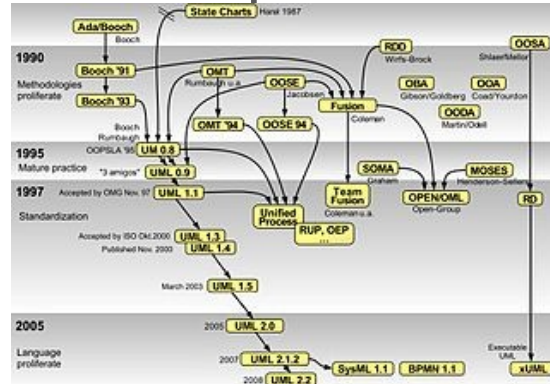 State Charts
Harel 1987
Ada/Booch
Booch
RDD
Wirfs-Brock
OOSA
Shlaer/Mellor
1990
Methodologies
proliferate
Booch '91
OMT
Rumbaugh u.a.
OOSE
Jacobsen
OBA
Gibson/Goldberg
OOA
Coad/Yourdon
Booch '93
Fusion
Coleman
OODA
Martin/Odell
OMT '94
OOSE 94
Booch
Rumbaugh
OOPSLA '95
UM 0.8
1995
Mature practice
"3 amigos"
UML 0.9
SOMA
Graham
MOSES
Henderson-Sellers
1997
Accepted by OMG Nov. 97
UML 1.1
Team
Fusion
Coleman u.a.
OPEN/OML
Open-Group
RD
Standardization
Unified
Process
RUP, OEP
...
Accepted by ISO Okt.2000
UML 1.3
Published Nov. 2003
UML 1.4
March 2003
UML 1.5
2005
Language
proliferate
2005
UML 2.0
2007
UML 2.1.2
2008
UML 2.2
SysML 1.1
BPMN 1.1
Executable
UML
xUML